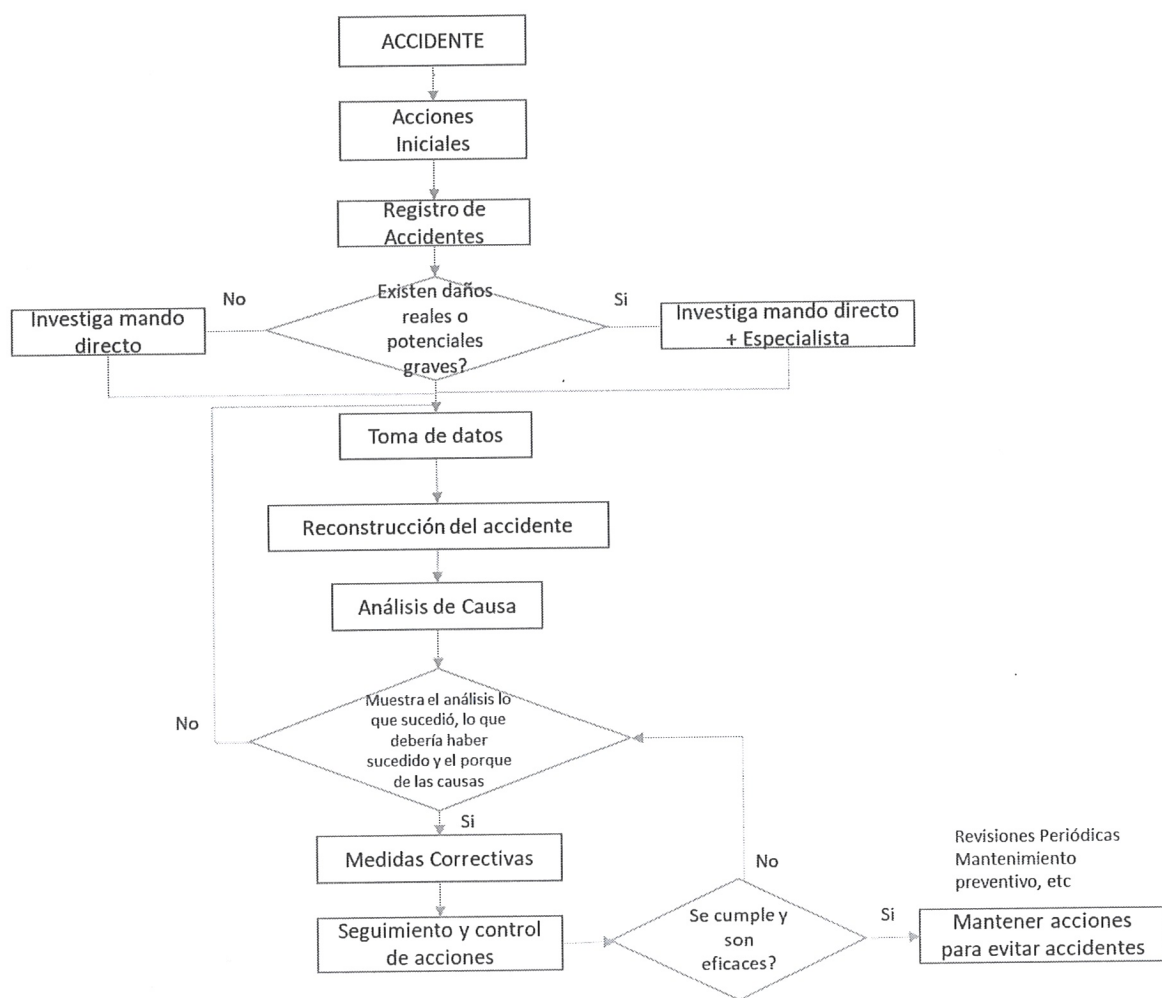 ACCIDENTE
Acciones
Iniciales
Registro de
Accidentes
No
Existen daños
reales o
potenciales
graves?
Si
Investiga mando
directo
Investiga mando directo
+ Especialista
Toma de datos
Reconstrucción del accidente
Análisis de Causa
No
Muestra el análisis lo
que sucedió, lo que
debería haber
sucedido y el porque
de las causas
Si
Medidas Correctivas
Seguimiento y control
de acciones
No
Se cumple y
son
eficaces?
Si
Revisiones Periódicas
Mantenimiento
preventivo, etc
Mantener acciones
para evitar accidentes